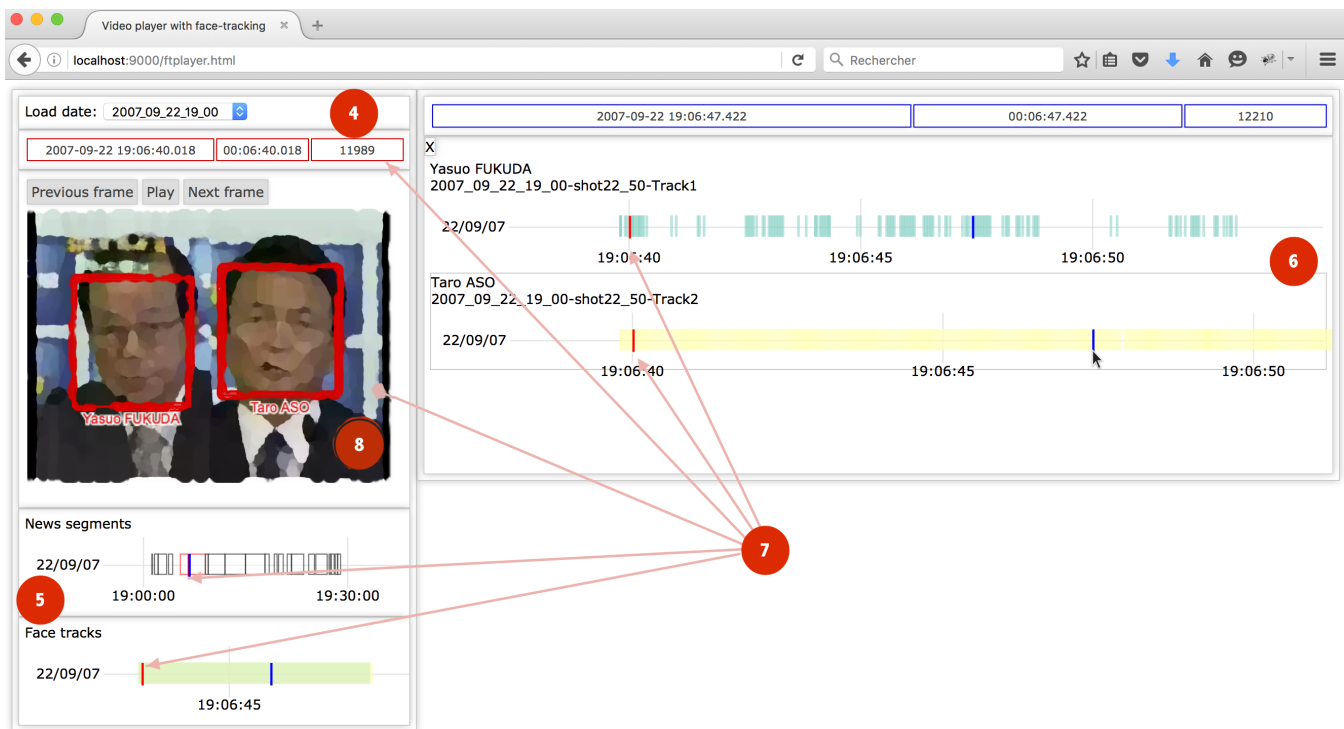 Video player with face-tracking
localhost:9000/ftplayer.html
Rechercher
Load date: 2007_09_22_19_00
4
2007-09-22 19:06:40.018 00:06:40.018 11989
Previous frame Play Next frame
Yasuo FUKUDA
Taro ASO
8
News segments
22/09/07
19:00:00 19:30:00
5
Face tracks
22/09/07
19:06:45
2007-09-22 19:06:47.422 00:06:47.422 12210
X
Yasuo FUKUDA
2007_09_22_19_00-shot22_50-Track1
22/09/07
19:06:40 19:06:45 19:06:50
6
Taro ASO
2007_09_22_19_00-shot22_50-Track2
22/09/07
19:06:40 19:06:45 19:06:50
7